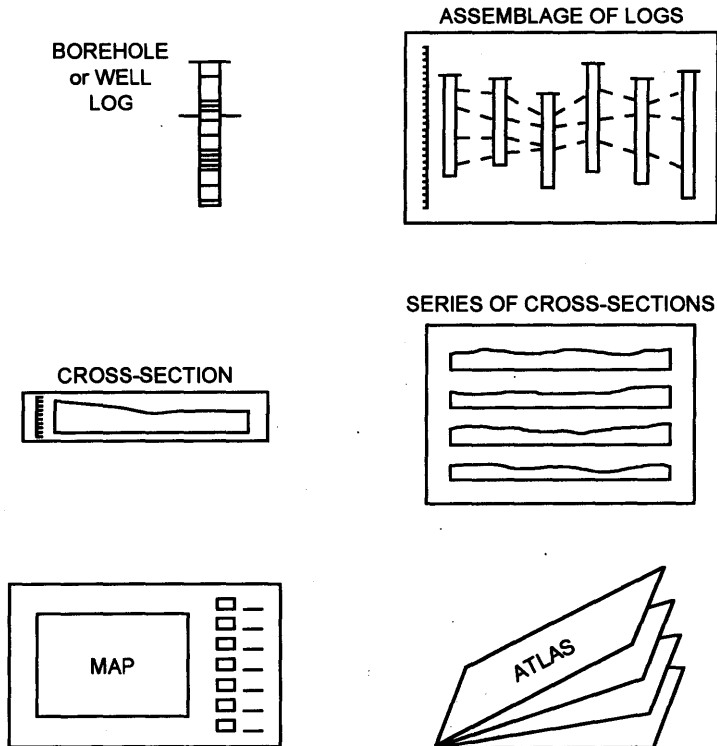 ASSEMBLAGE OF LOGS
BOREHOLE
or WELL
LOG
SERIES OF CROSS-SECTIONS
CROSS-SECTION
MAP
ATLAS